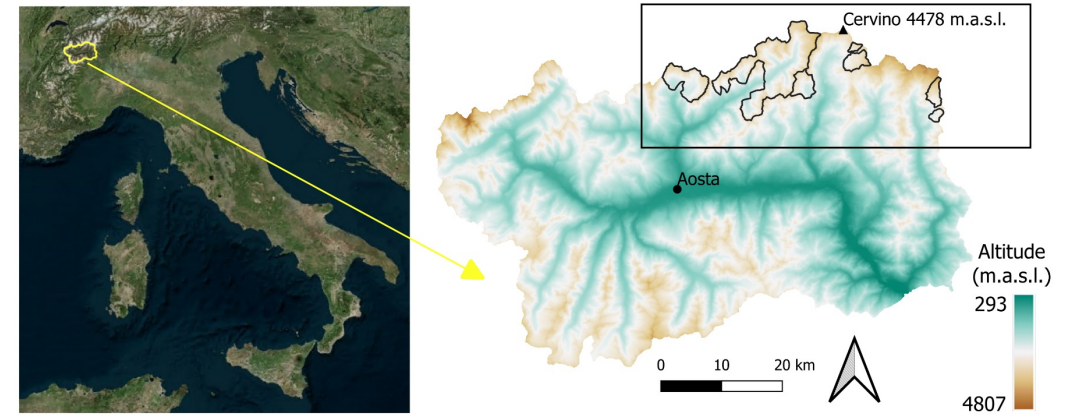 Cervino 4478 m.a.s.l.
Aosta
Altitude
(m.a.s.l.)
293
4807
0 10 20 km